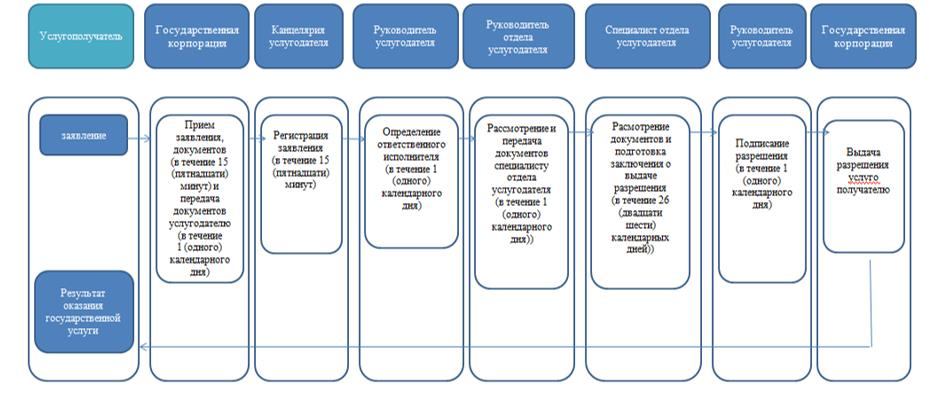 Услугополучатель
Государственная
корпорация
Канцелярия
услугодателя
Руководитель
услугодателя
Руководитель
отдела
услугодателя
Специалист отдела
услугодателя
Руководитель
услугодателя
Государственная
корпорация
заявление
Прием
заявления,
документов
(в течение 15
(пятнадцати)
минут) и
передача
документов
услугодателю
(в течение
1 (одного)
календарного
дня)
Регистрация
заявления
(в течение 15
(пятнадцати)
минут)
Определение
ответственного
исполнителя
(в течение 1
(одного)
календарного
дня)
Рассмотрение и
передача
документов
специалисту
отдела
услугодателя
(в течение 1
(одного)
календарного
дня))
Расмотрение
документов и
подготовка
заключения о
выдаче
разрешения
(в течение 26
(двадцати
шести)
календарных
дней))
Подписание
разрешения
(в течение 1
(одного)
календарного
дня)
Выдача
разрешения
услуго
получателю
Результат
оказания
государственной
услуги